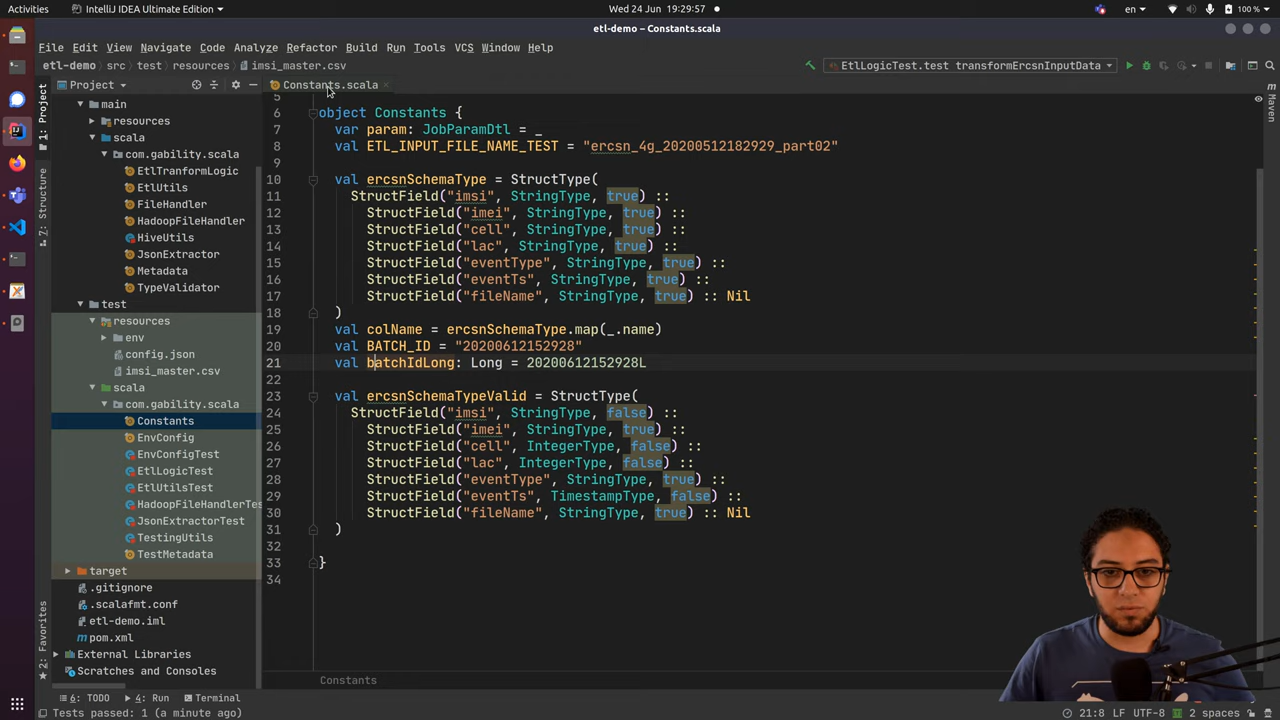 Activities
IntelliJ IDEA Ultimate Edition
Wed 24 Jun 19:29:57
en
100 %
etl-demo – Constants.scala
File Edit View Navigate Code Analyze Refactor Build Run Tools VCS Window Help
etl-demo src test resources imsi_master.csv
EtlLogicTest.test transformErcsnInputData
1: Project
7: Structure
2: Favorites
Maven
Project
main
resources
scala
com.gability.scala
EtlTranformLogic
EtlUtils
FileHandler
HadoopFileHandler
HiveUtils
JsonExtractor
Metadata
TypeValidator
test
resources
env
config.json
imsi_master.csv
scala
com.gability.scala
Constants
EnvConfig
EnvConfigTest
EtlLogicTest
EtlUtilsTest
HadoopFileHandlerTes
JsonExtractorTest
TestingUtils
TestMetadata
target
.gitignore
.scalafmt.conf
etl-demo.iml
pom.xml
External Libraries
Scratches and Consoles
Constants.scala
5
6 object Constants {
7 var param: JobParamDtl = _
8 val ETL_INPUT_FILE_NAME_TEST = "ercsn_4g_20200512182929_part02"
9
10 val ercsnSchemaType = StructType(
11 StructField("imsi", StringType, true) ::
12 StructField("imei", StringType, true) ::
13 StructField("cell", StringType, true) ::
14 StructField("lac", StringType, true) ::
15 StructField("eventType", StringType, true) ::
16 StructField("eventTs", StringType, true) ::
17 StructField("fileName", StringType, true) :: Nil
18 )
19 val colName = ercsnSchemaType.map(_.name)
20 val BATCH_ID = "20200612152928"
21 val batchIdLong: Long = 20200612152928L
22
23 val ercsnSchemaTypeValid = StructType(
24 StructField("imsi", StringType, false) ::
25 StructField("imei", StringType, true) ::
26 StructField("cell", IntegerType, false) ::
27 StructField("lac", IntegerType, false) ::
28 StructField("eventType", StringType, true) ::
29 StructField("eventTs", TimestampType, false) ::
30 StructField("fileName", StringType, true) :: Nil
31 )
32
33 }
34
Constants
6: TODO 4: Run Terminal
Tests passed: 1 (a minute ago)
21:8 LF UTF-8 2 spaces